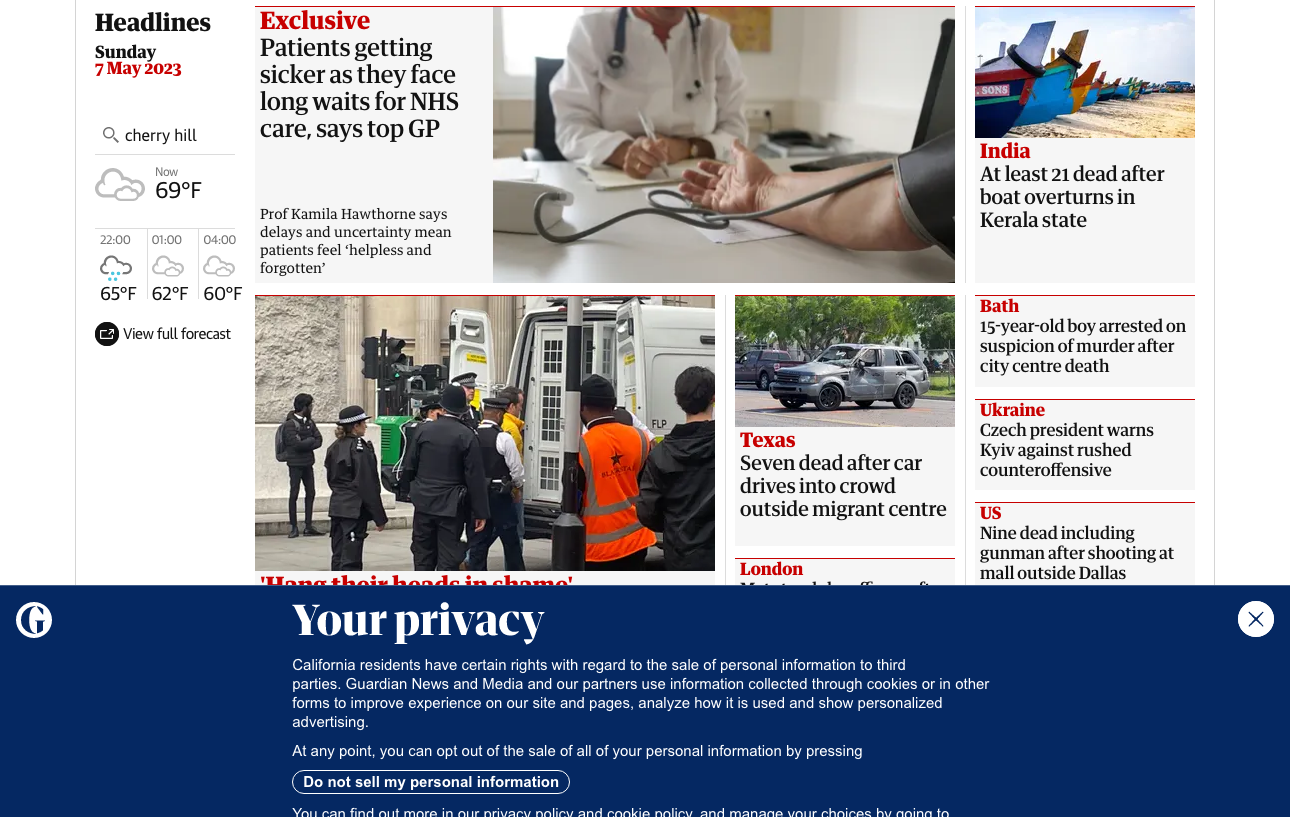 Headlines
Sunday
7 May 2023
cherry hill
Now
69°F
22:00
01:00
04:00
65°F
62°F
60°F
View full forecast
Exclusive
Patients getting
sicker as they face
long waits for NHS
care, says top GP
Prof Kamila Hawthorne says
delays and uncertainty mean
patients feel ‘helpless and
forgotten’
SONS
India
At least 21 dead after
boat overturns in
Kerala state
FLP
'Hang their heads in shame'
Texas
Seven dead after car
drives into crowd
outside migrant centre
London
Bath
15-year-old boy arrested on
suspicion of murder after
city centre death
Ukraine
Czech president warns
Kyiv against rushed
counteroffensive
US
Nine dead including
gunman after shooting at
mall outside Dallas
Your privacy
California residents have certain rights with regard to the sale of personal information to third
parties. Guardian News and Media and our partners use information collected through cookies or in other
forms to improve experience on our site and pages, analyze how it is used and show personalized
advertising.
At any point, you can opt out of the sale of all of your personal information by pressing
Do not sell my personal information
You can find out more in our privacy policy and cookie policy, and manage your choices by going to